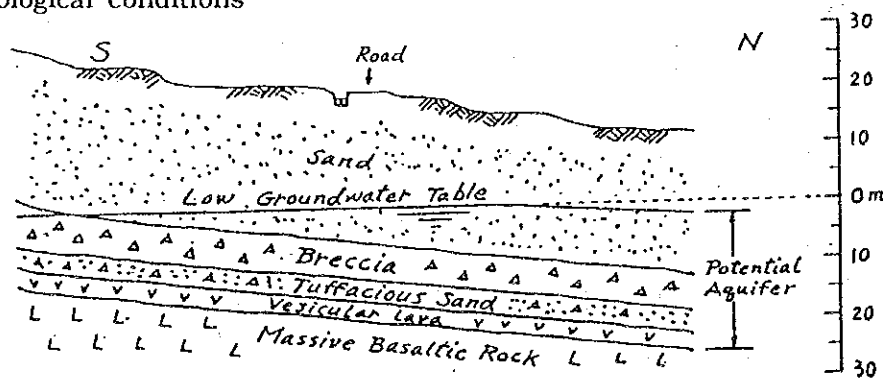 ological conditions
S
Road
N
Sand
Low Groundwater Table
Breccia
Tuffacious Sand
Vesicular lava
Massive Basaltic Rock
Potential
Aquifer
30
20
10
0 m
10
20
30